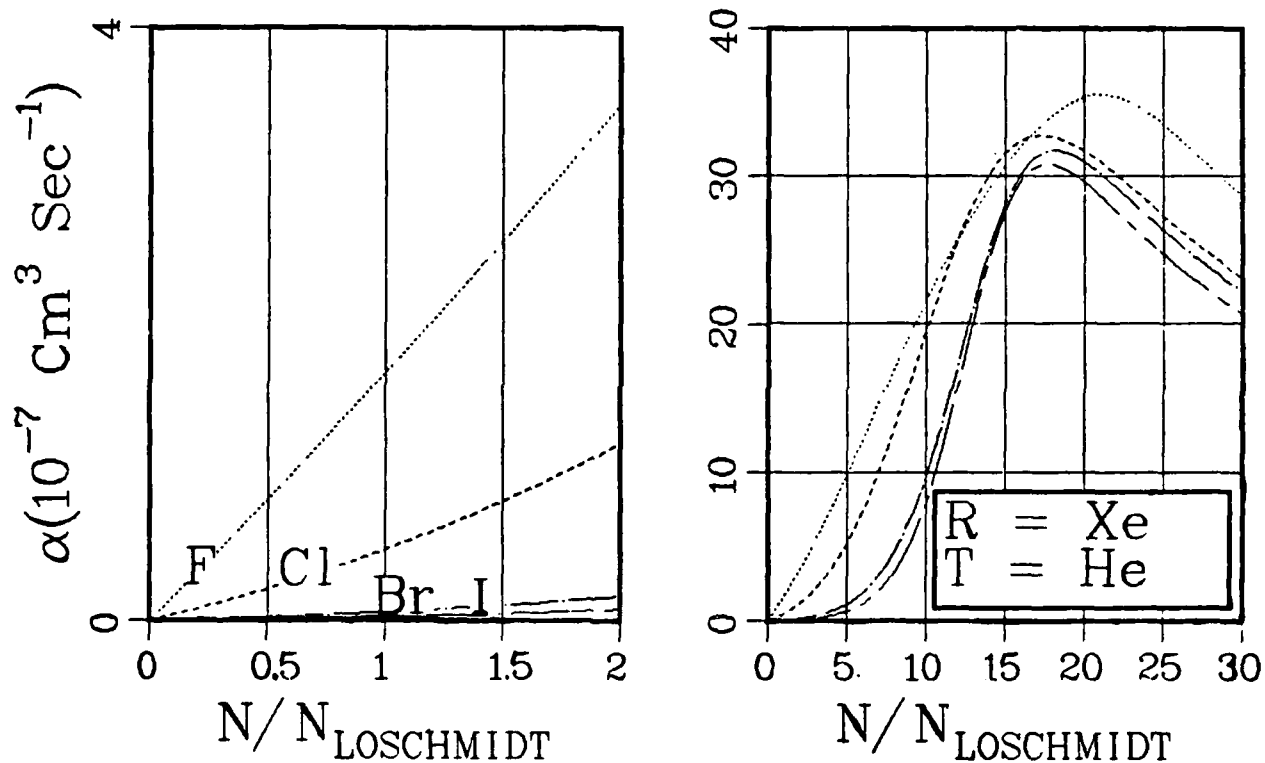 α(10⁻⁷ Cm³ Sec⁻¹)
4
0
F
Cl
Br
I
0 0.5 1 1.5 2
N/N_LOSCHMIDT
40
30
20
10
0
R = Xe
T = He
0 5. 10 15 20 25 30
N/N_LOSCHMIDT